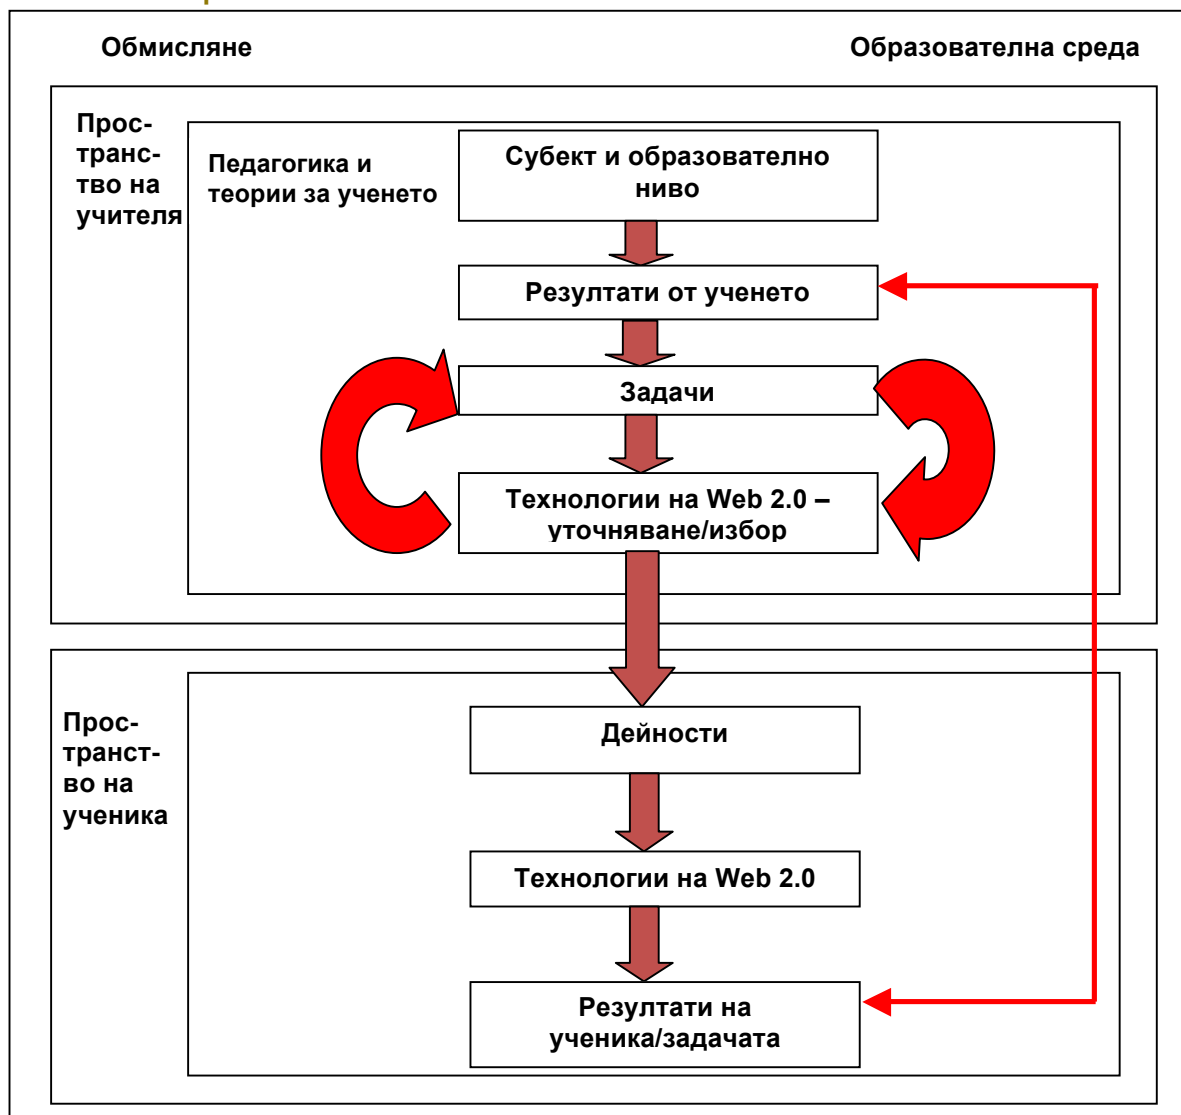 Обмисляне
Образователна среда
Прос-
транс-
тво на
учителя
Педагогика и
теории за ученето
Субект и образователно
ниво
Резултати от ученето
Задачи
Технологии на Web 2.0 –
уточняване/избор
Прос-
транст-
во на
ученика
Дейности
Технологии на Web 2.0
Резултати на
ученика/задачата